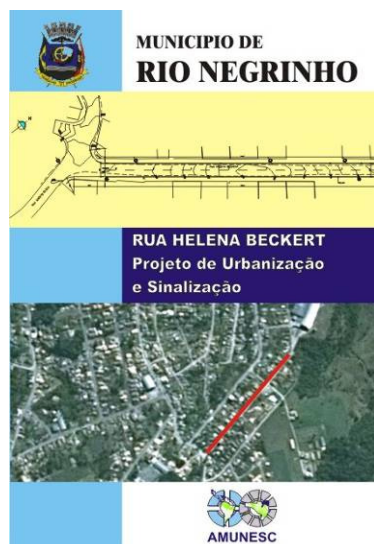 MUNICIPIO DE
RIO NEGRINHO
RUA HELENA BECKERT
Projeto de Urbanização
e Sinalização
AMUNESC